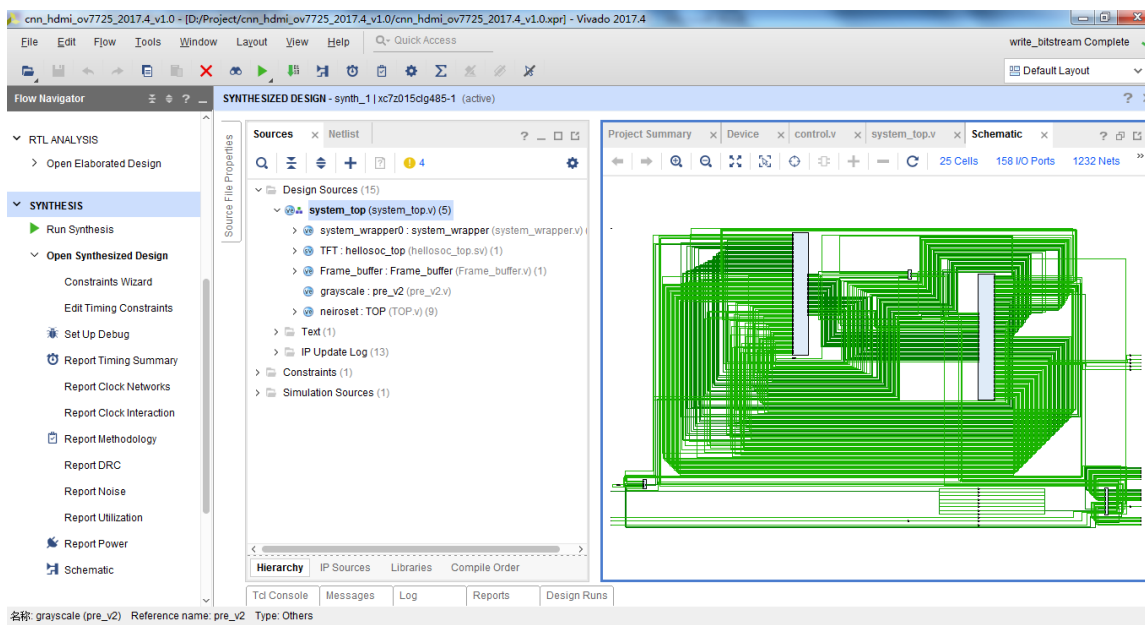 cnn_hdmi_ov7725_2017.4_v1.0 - [D:/Project/cnn_hdmi_ov7725_2017.4_v1.0/cnn_hdmi_ov7725_2017.4_v1.0.xpr] - Vivado 2017.4
File Edit Flow Tools Window Layout View Help Quick Access write_bitstream Complete
Default Layout
Flow Navigator
SYNTHESIZED DESIGN - synth_1 | xc7z015clg485-1 (active)
RTL ANALYSIS
Open Elaborated Design
SYNTHESIS
Run Synthesis
Open Synthesized Design
Constraints Wizard
Edit Timing Constraints
Set Up Debug
Report Timing Summary
Report Clock Networks
Report Clock Interaction
Report Methodology
Report DRC
Report Noise
Report Utilization
Report Power
Schematic
Source File Properties
Sources Netlist
4
Design Sources (15)
system_top (system_top.v) (5)
system_wrapper0 : system_wrapper (system_wrapper.v) (
TFT : hellosoc_top (hellosoc_top.sv) (1)
Frame_buffer : Frame_buffer (Frame_buffer.v) (1)
grayscale : pre_v2 (pre_v2.v)
neiroset : TOP (TOP.v) (9)
Text (1)
IP Update Log (13)
Constraints (1)
Simulation Sources (1)
Hierarchy IP Sources Libraries Compile Order
Project Summary Device control.v system_top.v Schematic
25 Cells 158 I/O Ports 1232 Nets
Tcl Console Messages Log Reports Design Runs
名称: grayscale (pre_v2) Reference name: pre_v2 Type: Others